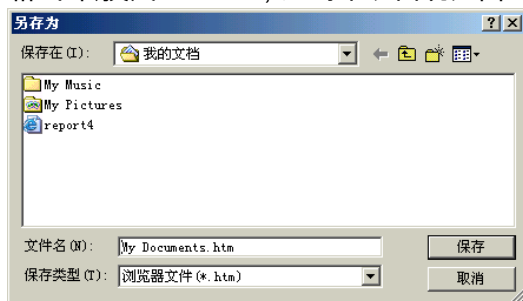 另存为
保存在(I): 我的文档
My Music
My Pictures
report4
文件名(N): My Documents.htm 保存
保存类型(T): 浏览器文件(*.htm) 取消